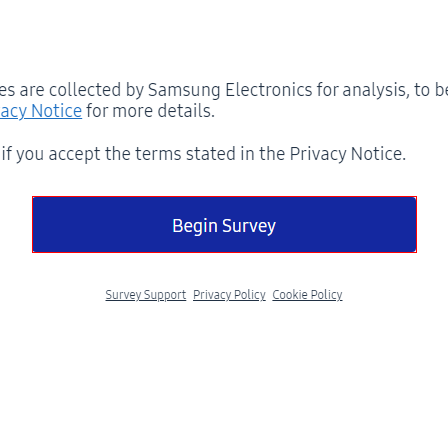 es are collected by Samsung Electronics for analysis, to be
acy Notice for more details.
if you accept the terms stated in the Privacy Notice.
Begin Survey
Survey Support Privacy Policy Cookie Policy